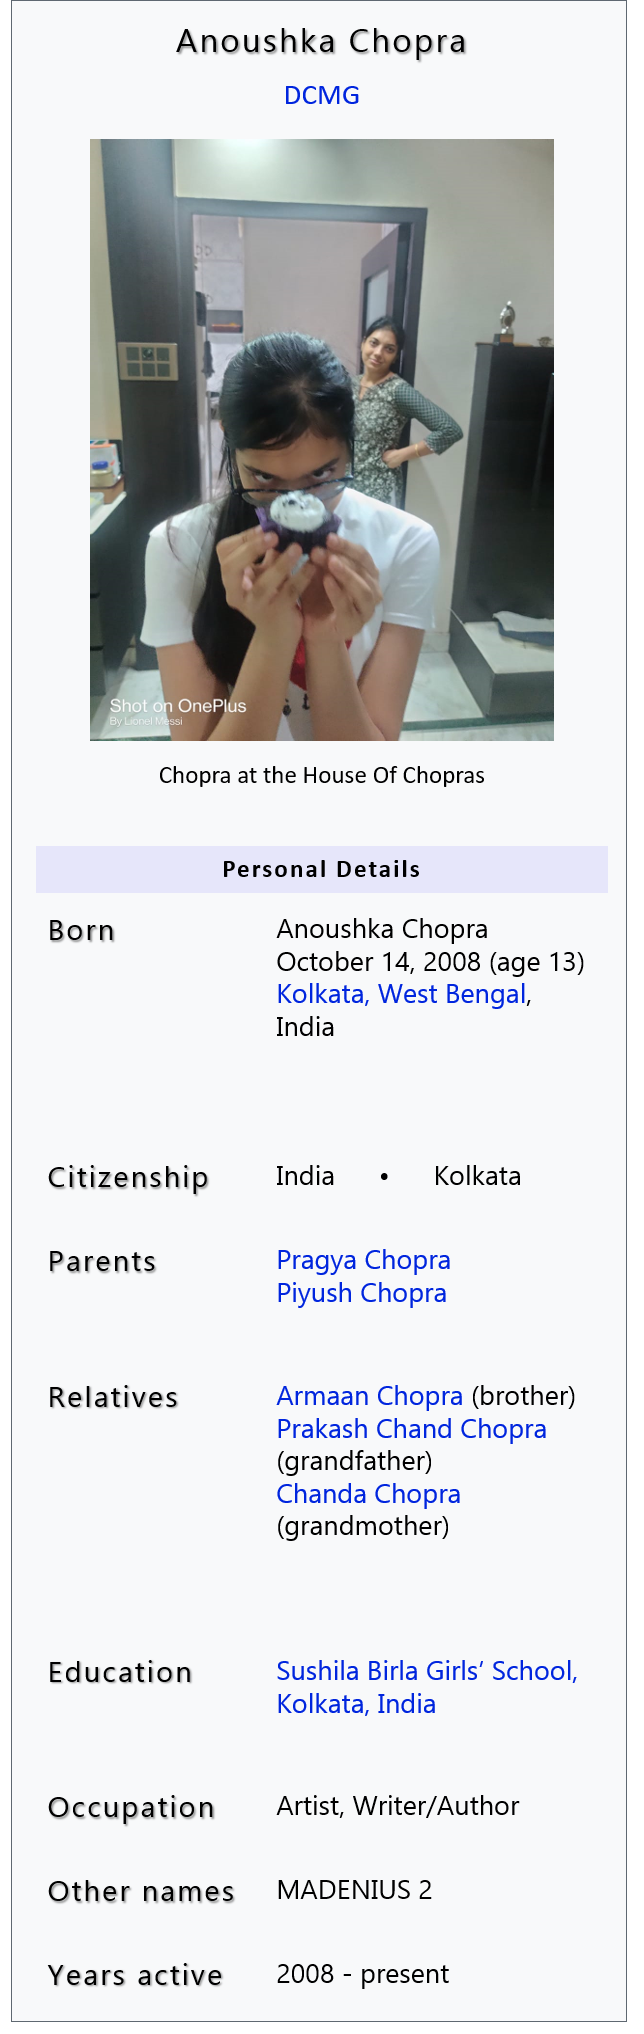 Anoushka Chopra
DCMG
Shot on OnePlus
By Lionel Messi
Chopra at the House Of Chopras
Personal Details
Born
Anoushka Chopra
October 14, 2008 (age 13)
Kolkata, West Bengal,
India
Citizenship
India • Kolkata
Parents
Pragya Chopra
Piyush Chopra
Relatives
Armaan Chopra (brother)
Prakash Chand Chopra
(grandfather)
Chanda Chopra
(grandmother)
Education
Sushila Birla Girls’ School,
Kolkata, India
Occupation
Artist, Writer/Author
Other names
MADENIUS 2
Years active
2008 - present